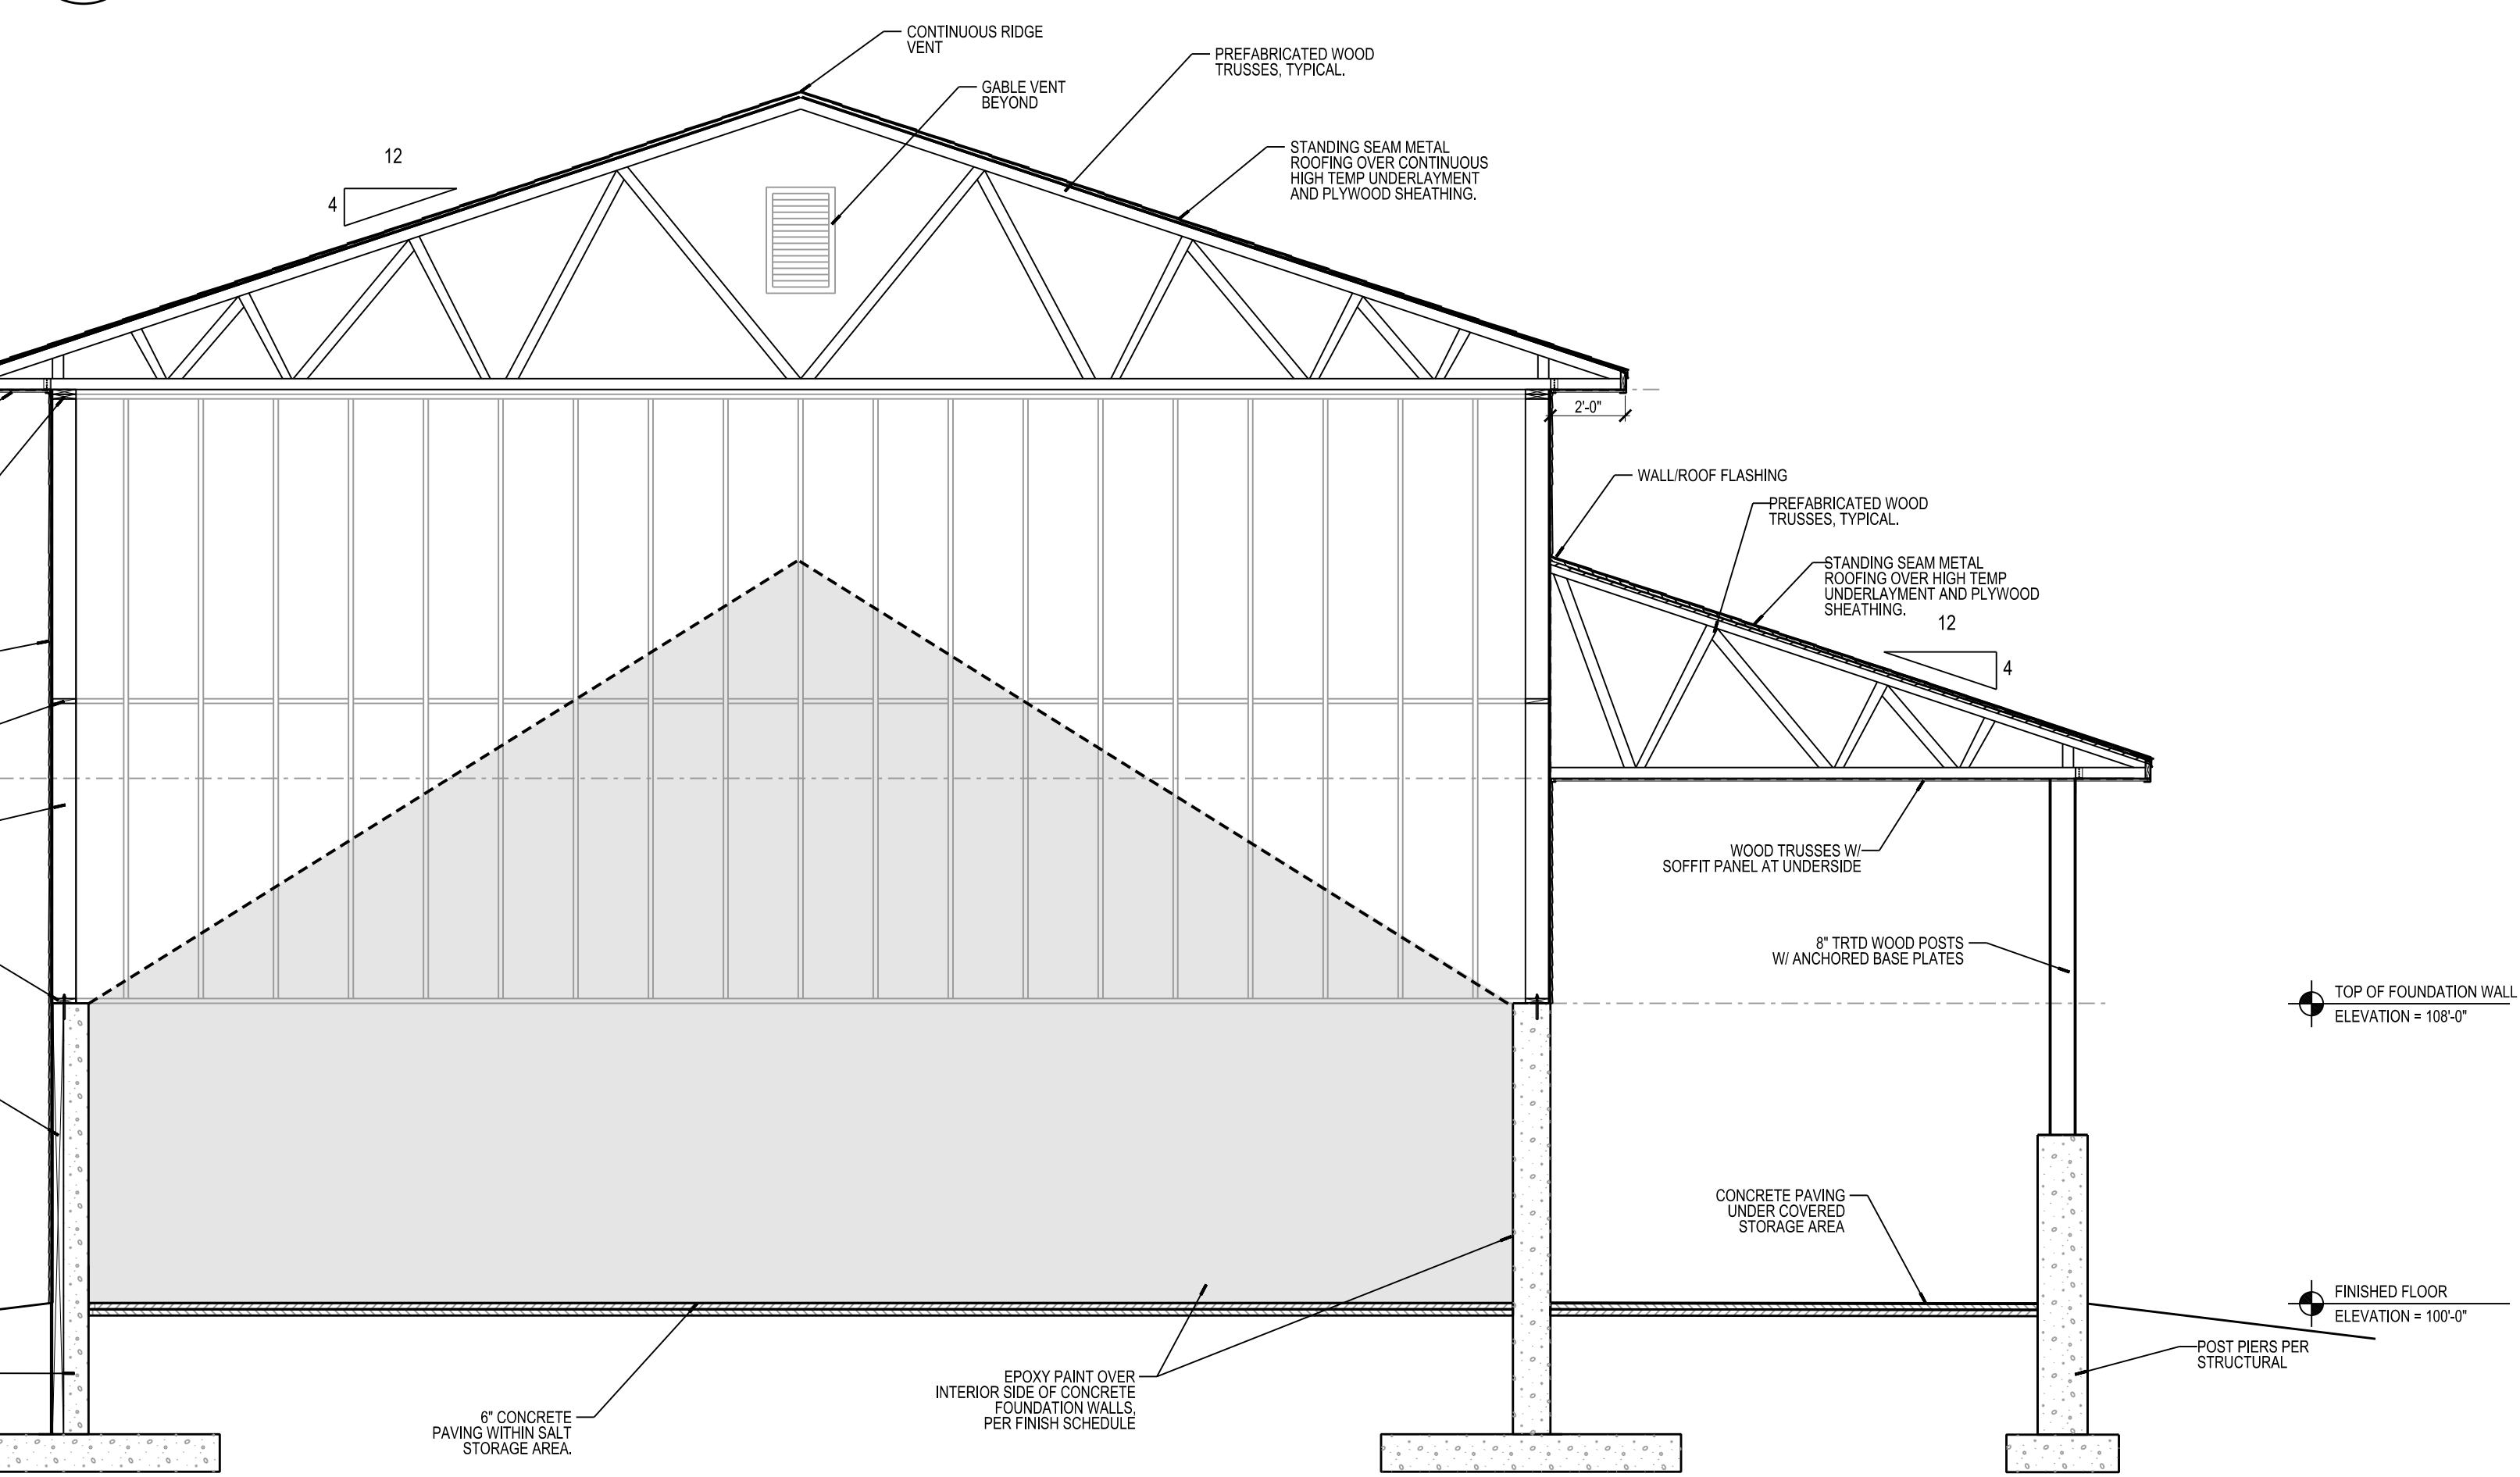 CONTINUOUS RIDGE
VENT
PREFABRICATED WOOD
TRUSSES, TYPICAL.
GABLE VENT
BEYOND
STANDING SEAM METAL
ROOFING OVER CONTINUOUS
HIGH TEMP UNDERLAYMENT
AND PLYWOOD SHEATHING.
12
4
2'-0"
WALL/ROOF FLASHING
PREFABRICATED WOOD
TRUSSES, TYPICAL.
STANDING SEAM METAL
ROOFING OVER HIGH TEMP
UNDERLAYMENT AND PLYWOOD
SHEATHING.
12
4
WOOD TRUSSES W/
SOFFIT PANEL AT UNDERSIDE
8" TRTD WOOD POSTS
W/ ANCHORED BASE PLATES
TOP OF FOUNDATION WALL
ELEVATION = 108'-0"
CONCRETE PAVING
UNDER COVERED
STORAGE AREA
FINISHED FLOOR
ELEVATION = 100'-0"
POST PIERS PER
STRUCTURAL
EPOXY PAINT OVER
INTERIOR SIDE OF CONCRETE
FOUNDATION WALLS,
PER FINISH SCHEDULE
6" CONCRETE
PAVING WITHIN SALT
STORAGE AREA.